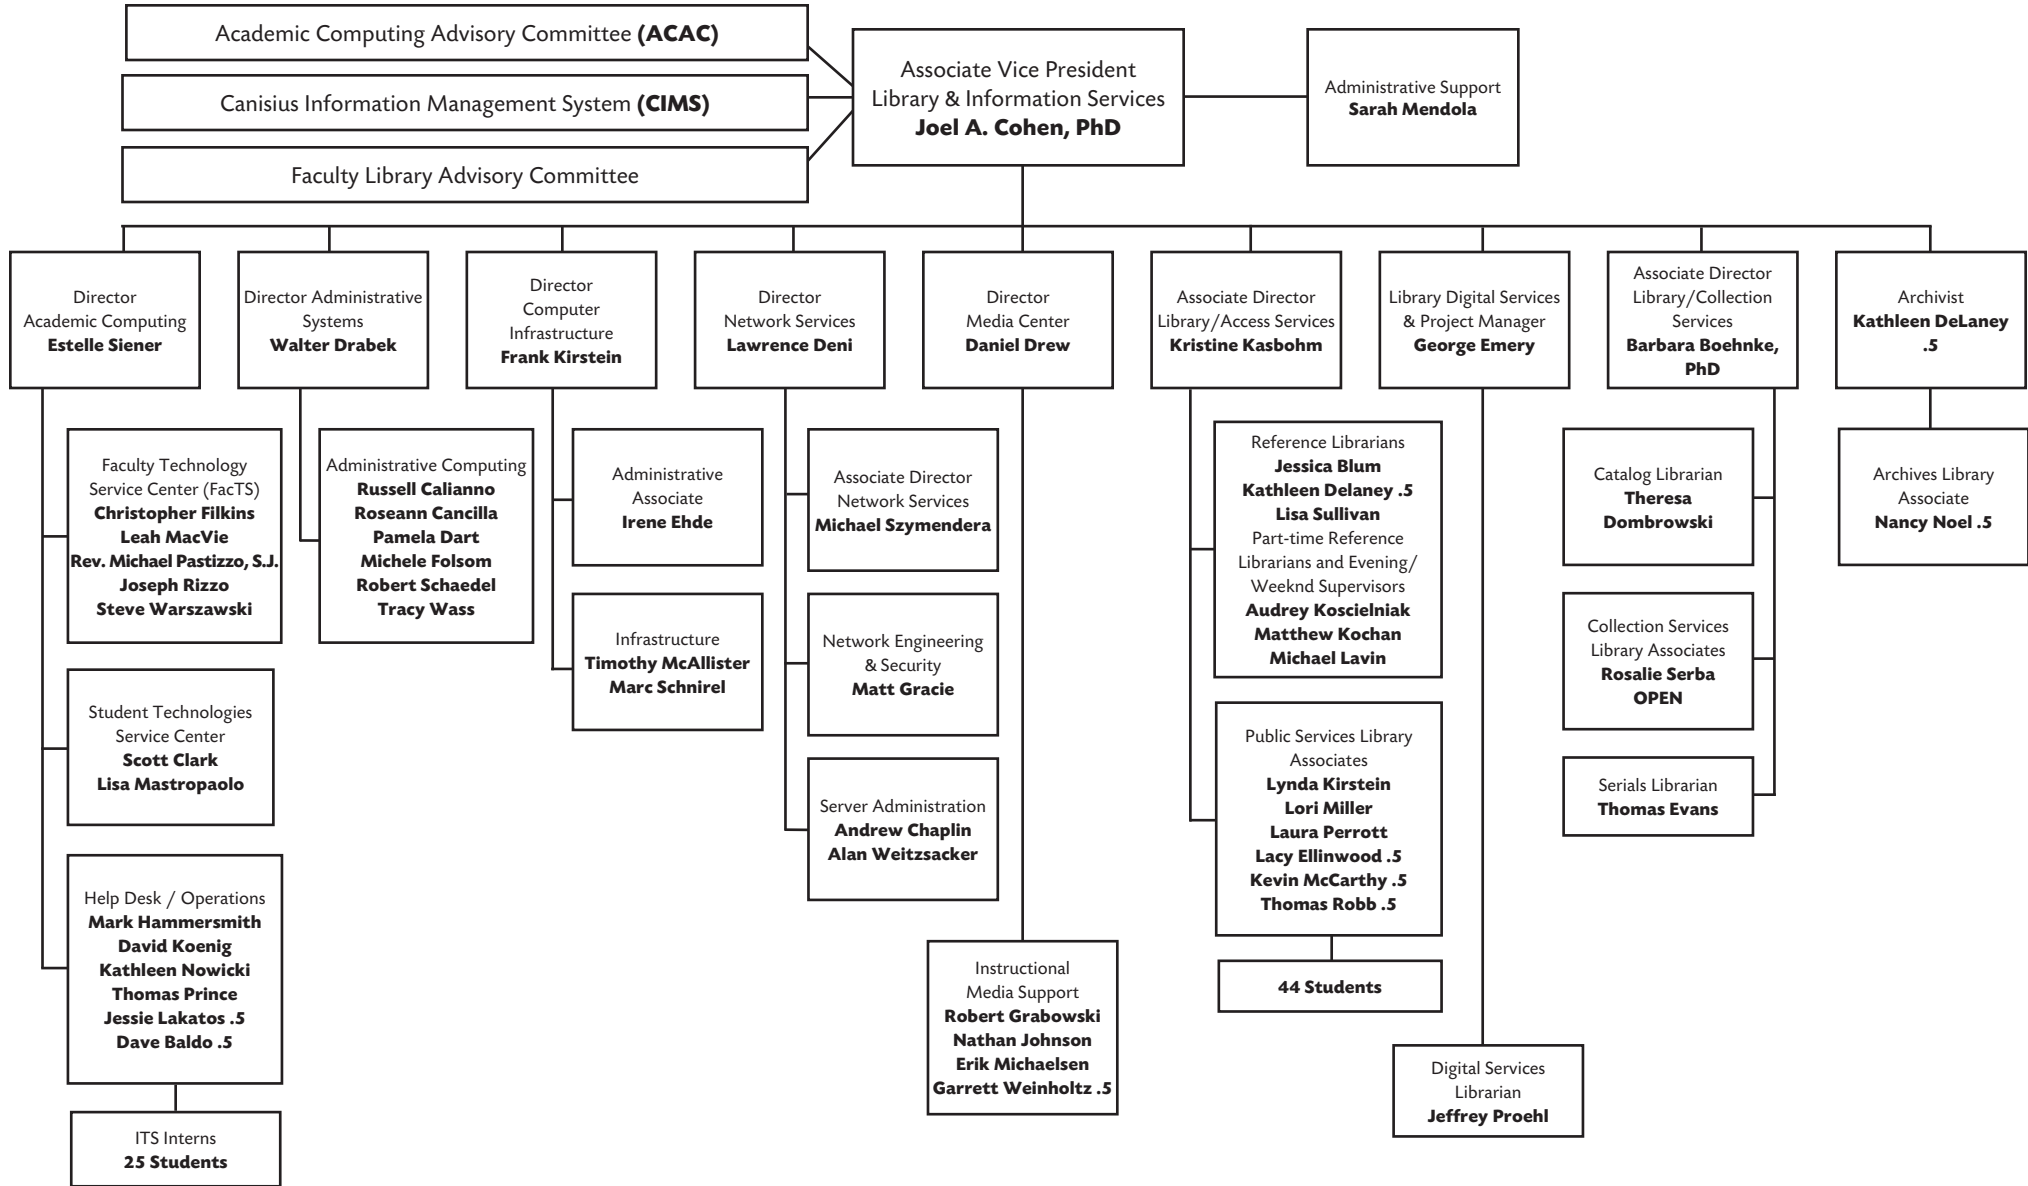 Academic Computing Advisory Committee (ACAC)
Canisius Information Management System (CIMS)
Faculty Library Advisory Committee
Associate Vice President
Library & Information Services
Joel A. Cohen, PhD
Administrative Support
Sarah Mendola
Director
Academic Computing
Estelle Siener
Director Administrative
Systems
Walter Drabek
Director
Computer
Infrastructure
Frank Kirstein
Director
Network Services
Lawrence Deni
Director
Media Center
Daniel Drew
Associate Director
Library/Access Services
Kristine Kasbohm
Library Digital Services
& Project Manager
George Emery
Associate Director
Library/Collection
Services
Barbara Boehnke,
PhD
Archivist
Kathleen DeLaney
.5
Faculty Technology
Service Center (FacTS)
Christopher Filkins
Leah MacVie
Rev. Michael Pastizzo, S.J.
Joseph Rizzo
Steve Warszawski
Student Technologies
Service Center
Scott Clark
Lisa Mastropaolo
Help Desk / Operations
Mark Hammersmith
David Koenig
Kathleen Nowicki
Thomas Prince
Jessie Lakatos .5
Dave Baldo .5
ITS Interns
25 Students
Administrative Computing
Russell Calianno
Roseann Cancilla
Pamela Dart
Michele Folsom
Robert Schaedel
Tracy Wass
Administrative
Associate
Irene Ehde
Infrastructure
Timothy McAllister
Marc Schnirel
Associate Director
Network Services
Michael Szymendera
Network Engineering
& Security
Matt Gracie
Server Administration
Andrew Chaplin
Alan Weitzsacker
Instructional
Media Support
Robert Grabowski
Nathan Johnson
Erik Michaelsen
Garrett Weinholtz .5
Reference Librarians
Jessica Blum
Kathleen Delaney .5
Lisa Sullivan
Part-time Reference
Librarians and Evening/
Weeknd Supervisors
Audrey Koscielniak
Matthew Kochan
Michael Lavin
Public Services Library
Associates
Lynda Kirstein
Lori Miller
Laura Perrott
Lacy Ellinwood .5
Kevin McCarthy .5
Thomas Robb .5
44 Students
Digital Services
Librarian
Jeffrey Proehl
Catalog Librarian
Theresa
Dombrowski
Collection Services
Library Associates
Rosalie Serba
OPEN
Serials Librarian
Thomas Evans
Archives Library
Associate
Nancy Noel .5